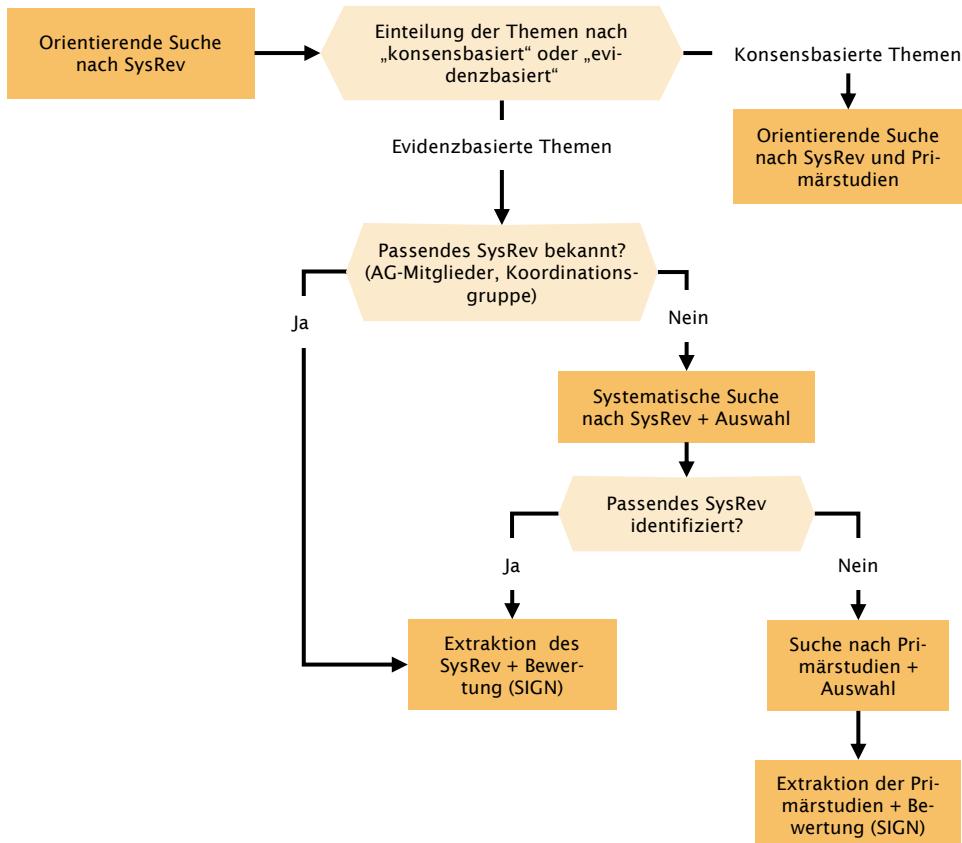 Orientierende Suche
nach SysRev
Einteilung der Themen nach
„konsensbasiert“ oder „evi-
denzbasiert“
Konsensbasierte Themen
Orientierende Suche
nach SysRev und Pri-
märstudien
Evidenzbasierte Themen
Passendes SysRev bekannt?
(AG-Mitglieder, Koordinations-
gruppe)
Ja
Nein
Systematische Suche
nach SysRev + Auswahl
Passendes SysRev
identifiziert?
Ja
Nein
Extraktion des
SysRev + Bewer-
tung (SIGN)
Suche nach Pri-
märstudien +
Auswahl
Extraktion der Pri-
märstudien + Be-
wertung (SIGN)